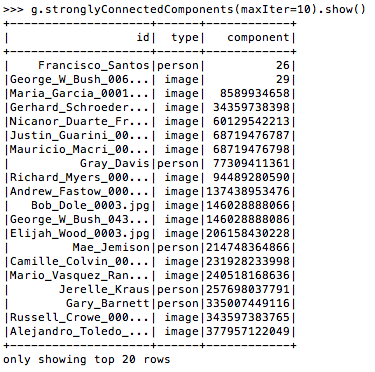 >>> g.stronglyConnectedComponents(maxIter=10).show()
+--------------------+------+------------+
|                  id|  type|   component|
+--------------------+------+------------+
|    Francisco_Santos|person|          26|
|George_W_Bush_006...| image|          29|
|Maria_Garcia_0001...| image|  8589934658|
|Gerhard_Schroeder...| image| 34359738398|
|Nicanor_Duarte_Fr...| image| 60129542213|
|Justin_Guarini_00...| image| 68719476787|
|Mauricio_Macri_00...| image| 68719476798|
|          Gray_Davis|person| 77309411361|
|Richard_Myers_000...| image| 94489280590|
|Andrew_Fastow_000...| image|137438953476|
|   Bob_Dole_0003.jpg| image|146028888066|
|George_W_Bush_043...| image|146028888086|
|Elijah_Wood_0003.jpg| image|206158430228|
|         Mae_Jemison|person|214748364866|
|Camille_Colvin_00...| image|231928233998|
|Mario_Vasquez_Ran...| image|240518168636|
|       Jerelle_Kraus|person|257698037791|
|        Gary_Barnett|person|335007449116|
|Russell_Crowe_000...| image|343597383765|
|Alejandro_Toledo_...| image|377957122049|
+--------------------+------+------------+
only showing top 20 rows